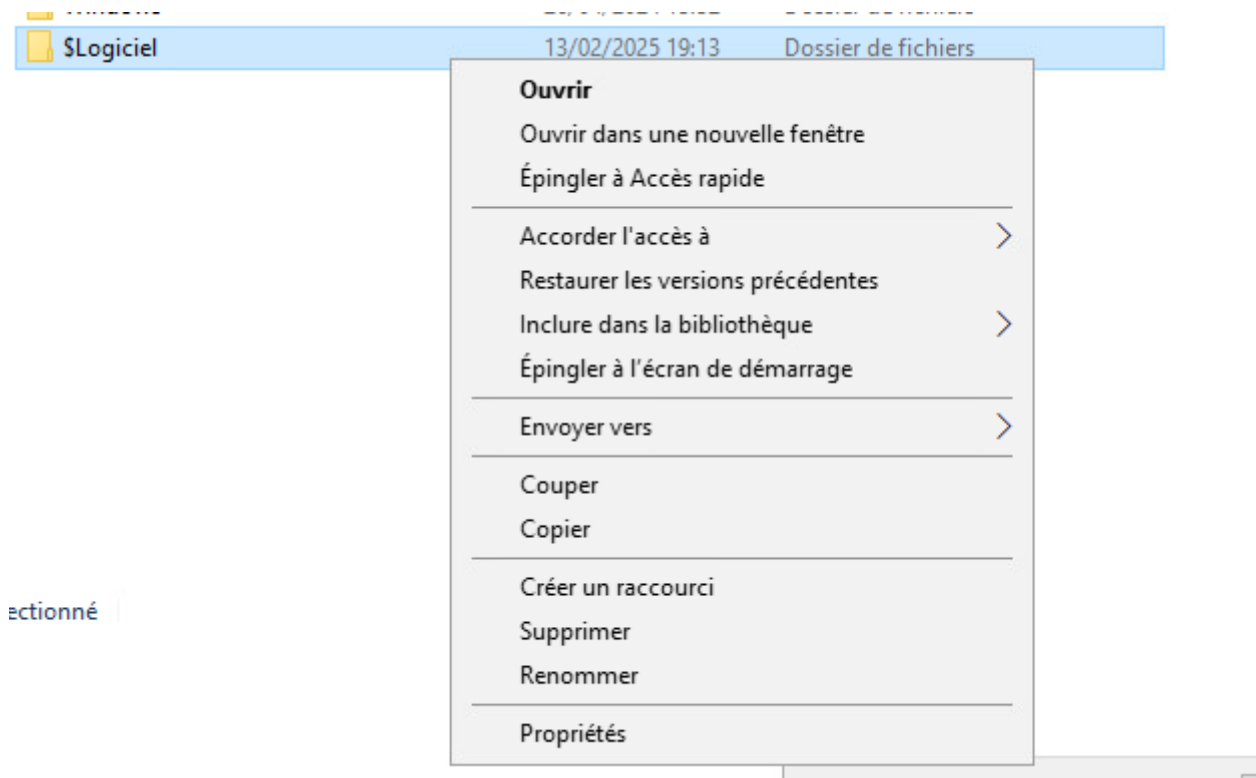 $Logiciel 13/02/2025 19:13 Dossier de fichiers
Ouvrir
Ouvrir dans une nouvelle fenêtre
Épingler à Accès rapide
Accorder l'accès à
Restaurer les versions précédentes
Inclure dans la bibliothèque
Épingler à l'écran de démarrage
Envoyer vers
Couper
Copier
Créer un raccourci
ectionné
Supprimer
Renommer
Propriétés